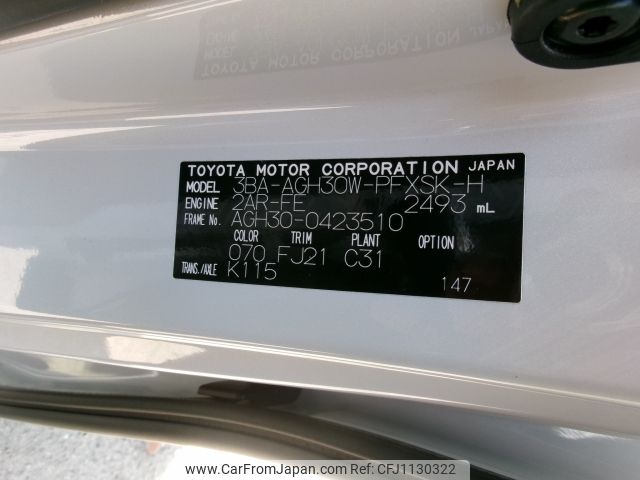 TOYOTA MOTOR CORPORATION JAPAN
MODEL 3BA-AGH30W-PFXSK-H
ENGINE 2AR-FE 2493 mL
FRAME No. AGH30-0423510
COLOR TRIM PLANT OPTION
070 FJ21 C31
TRANS./AXLE K115
147
www.CarFromJapan.com | Ref. No: CFJ1130322